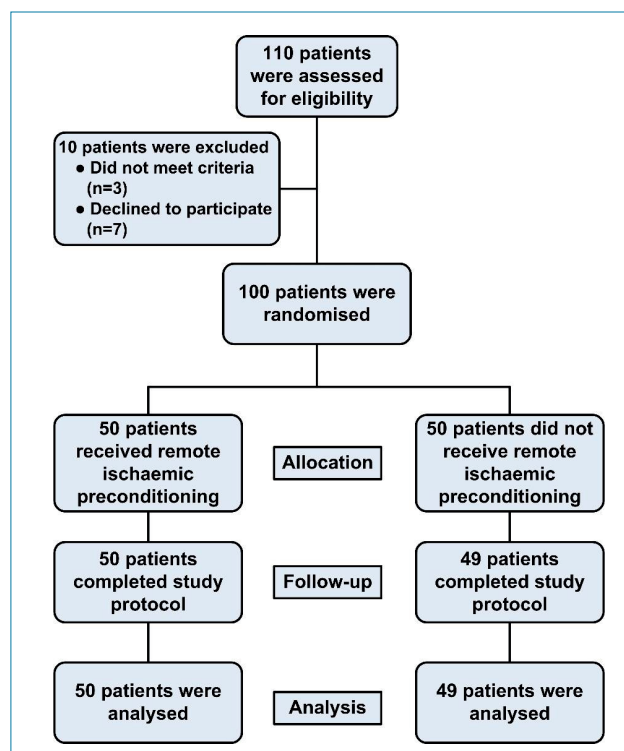 110 patients
were assessed
for eligibility
10 patients were excluded
● Did not meet criteria
(n=3)
● Declined to participate
(n=7)
100 patients were
randomised
50 patients
received remote
ischaemic
preconditioning
Allocation
50 patients did not
receive remote
ischaemic
preconditioning
50 patients
completed study
protocol
Follow-up
49 patients
completed study
protocol
50 patients were
analysed
Analysis
49 patients were
analysed